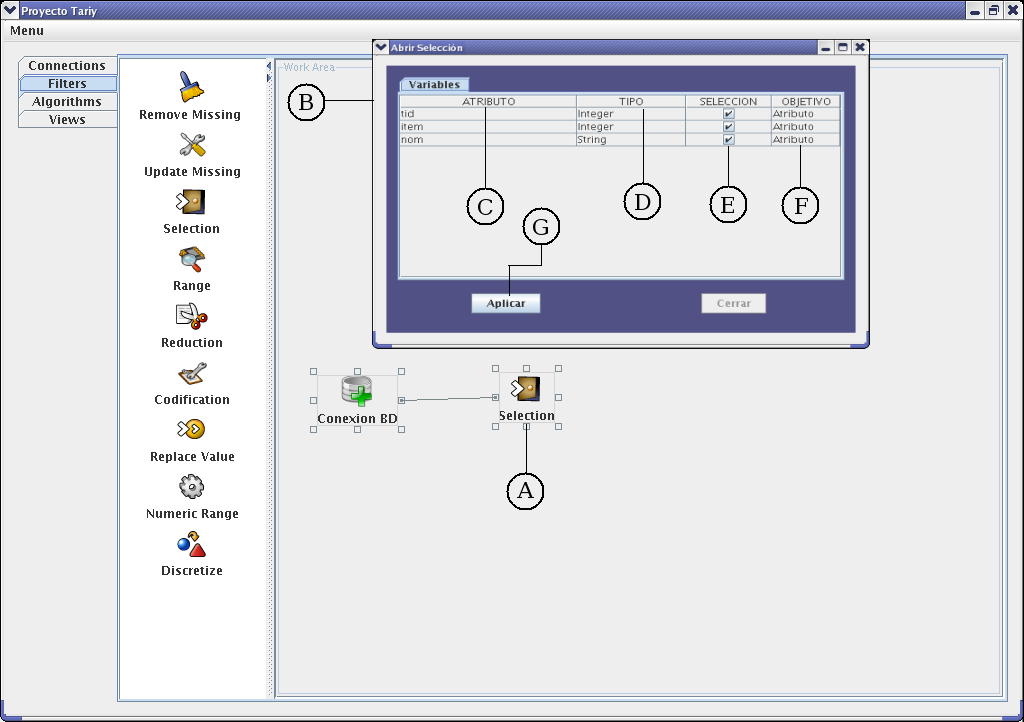 Proyecto Tariy
Menu
Connections
Filters
Algorithms
Views
Remove Missing
Update Missing
Selection
Range
Reduction
Codification
Replace Value
Numeric Range
Discretize
Work Area
Abrir Selección
Variables
ATRIBUTO TIPO SELECCION OBJETIVO
tid Integer Atributo
item Integer Atributo
nom String Atributo
B
C
D
E
F
G
Aplicar Cerrar
Conexion BD
Selection
A